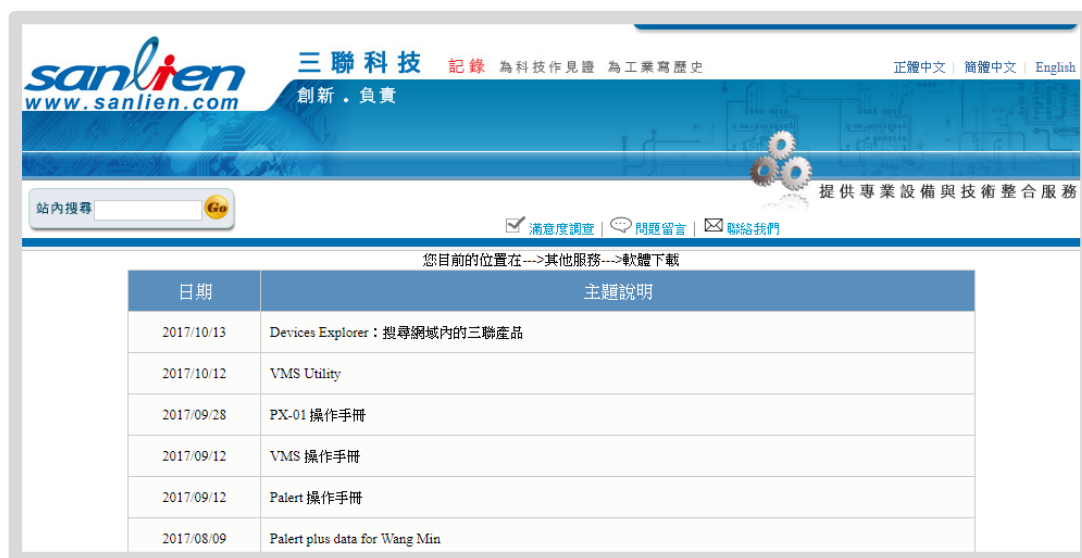 sanlien
www.sanlien.com
三聯科技 記錄 為科技作見證 為工業寫歷史
創新．負責
正體中文 | 簡體中文 | English
提供專業設備與技術整合服務
站內搜尋 Go
滿意度調查 | 問題留言 | 聯絡我們
您目前的位置在--->其他服務--->軟體下載
日期 主題說明
2017/10/13 Devices Explorer：搜尋網域內的三聯產品
2017/10/12 VMS Utility
2017/09/28 PX-01 操作手冊
2017/09/12 VMS 操作手冊
2017/09/12 Palert 操作手冊
2017/08/09 Palert plus data for Wang Min